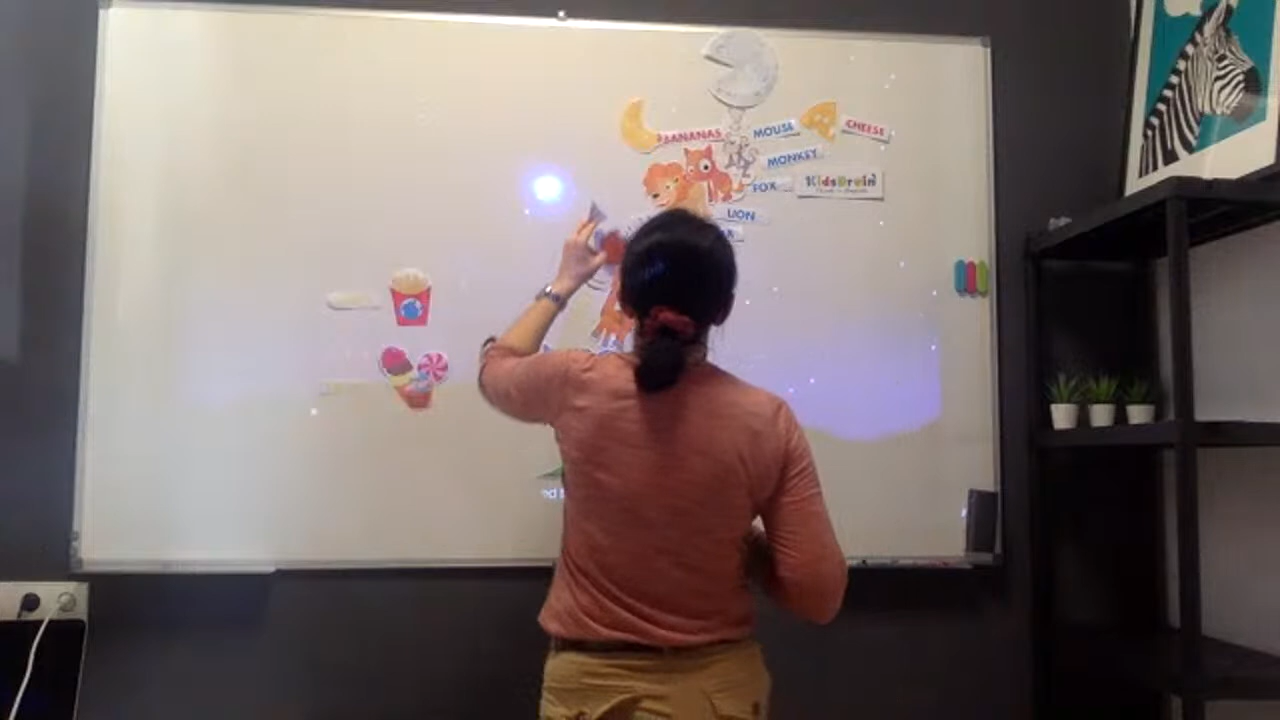 BANANAS
MOUSE
CHEESE
MONKEY
FOX
KidsBrain
LION